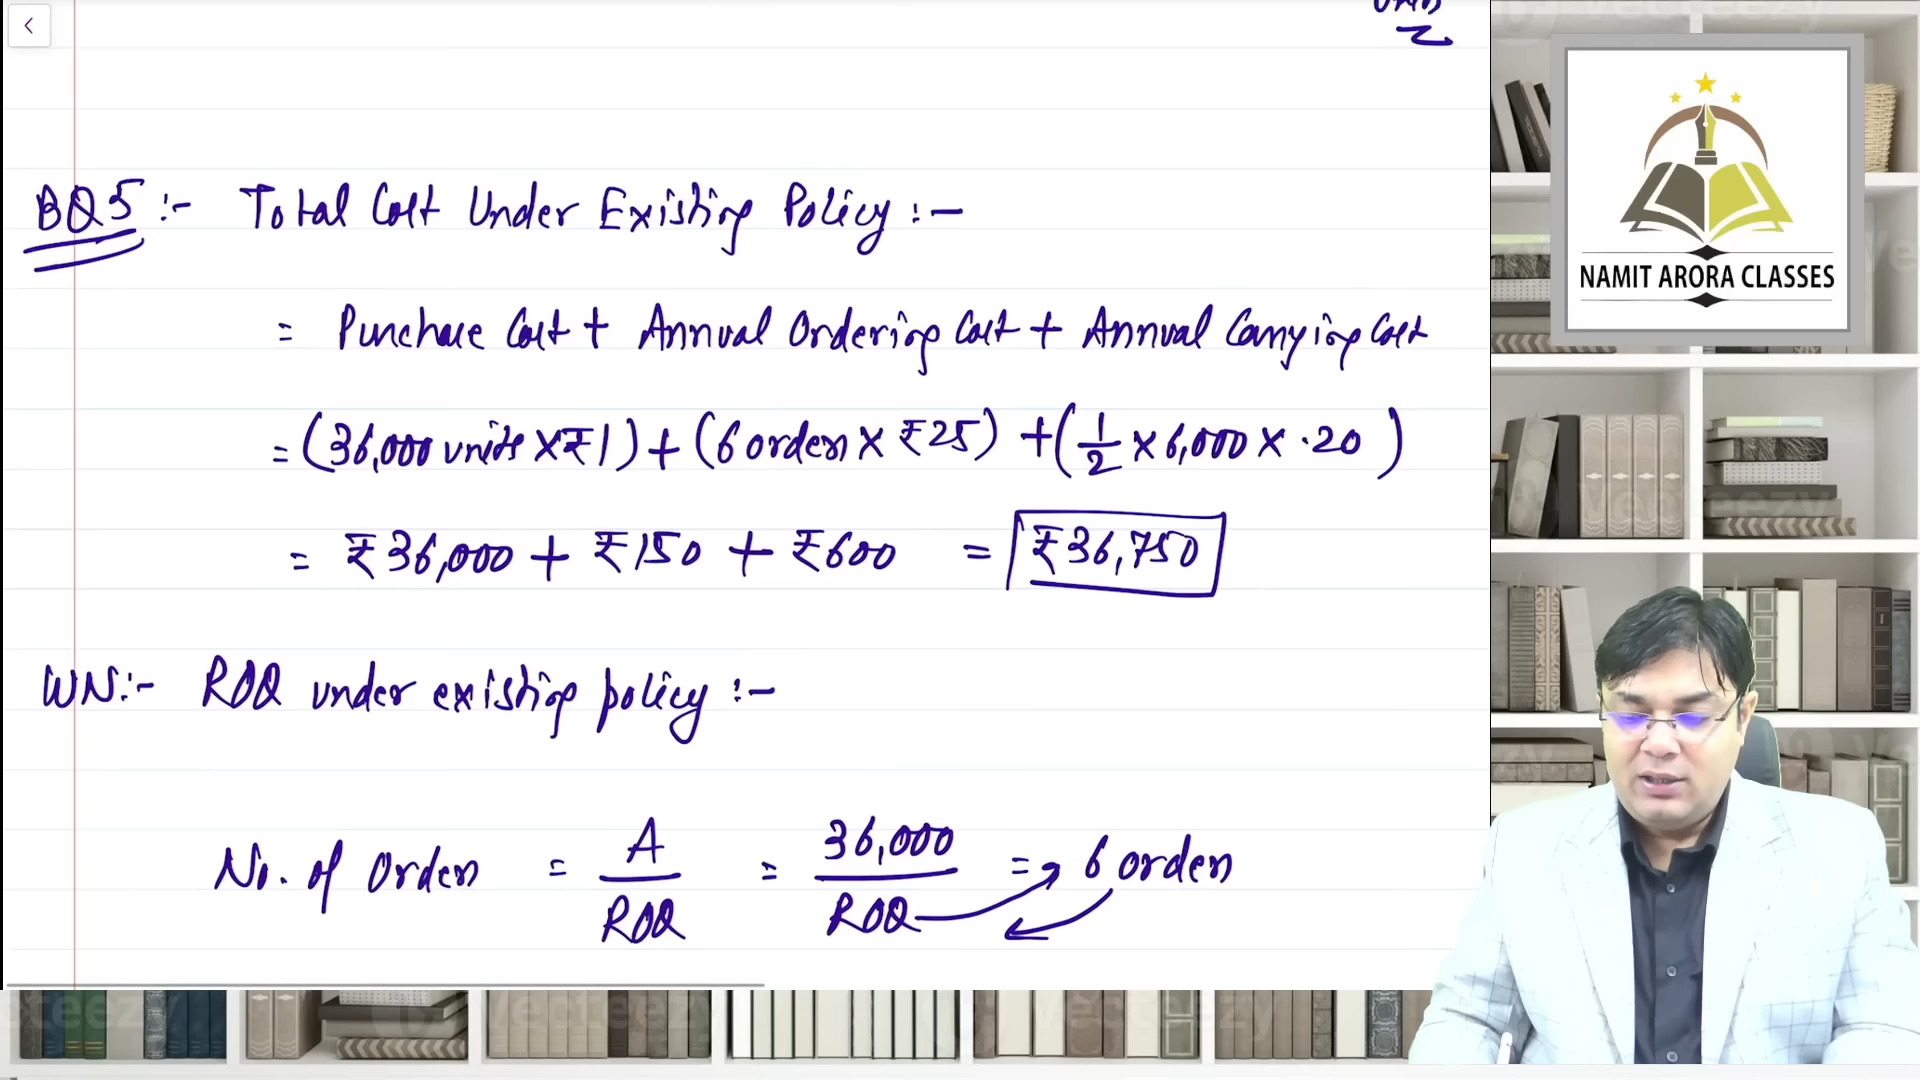 BQ5:- Total Cost Under Existing Policy :-
= Purchase Cost + Annual Ordering Cost + Annual Carrying Cost
= (36,000 units × ₹1) + (6 orders × ₹25) + (1/2 × 6,000 × .20)
= ₹36,000 + ₹150 + ₹600 = ₹36,750
WN:- ROQ under existing policy :-
No. of Orders = A/ROQ = 36,000/ROQ = 6 orders
NAMIT ARORA CLASSES